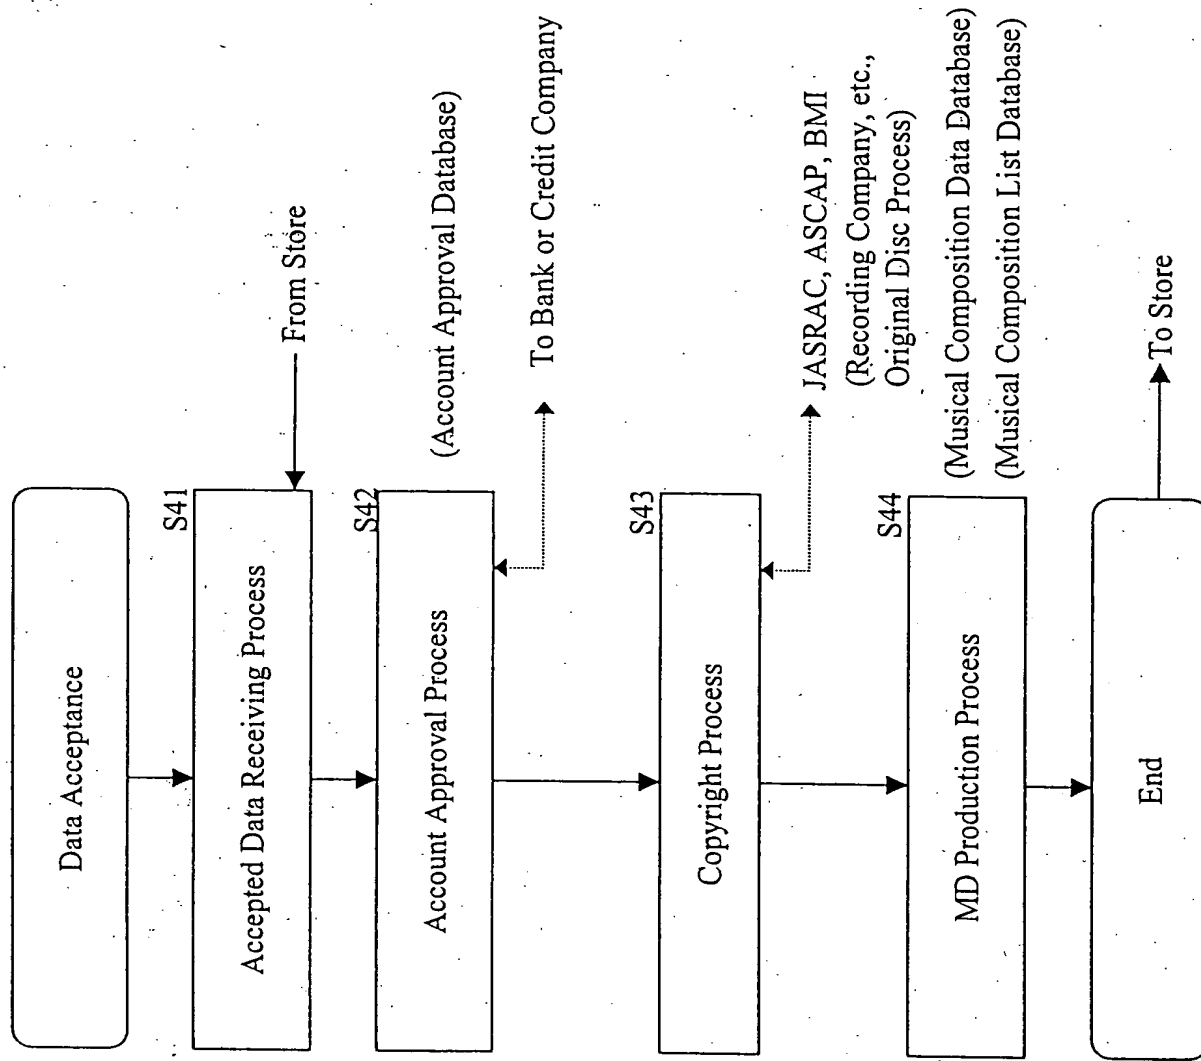 Data Acceptance
S41
Accepted Data Receiving Process
From Store
S42
Account Approval Process
(Account Approval Database)
To Bank or Credit Company
S43
Copyright Process
JASRAC, ASCAP, BMI
(Recording Company, etc.,
Original Disc Process)
S44
MD Production Process
(Musical Composition Data Database)
(Musical Composition List Database)
End
To Store